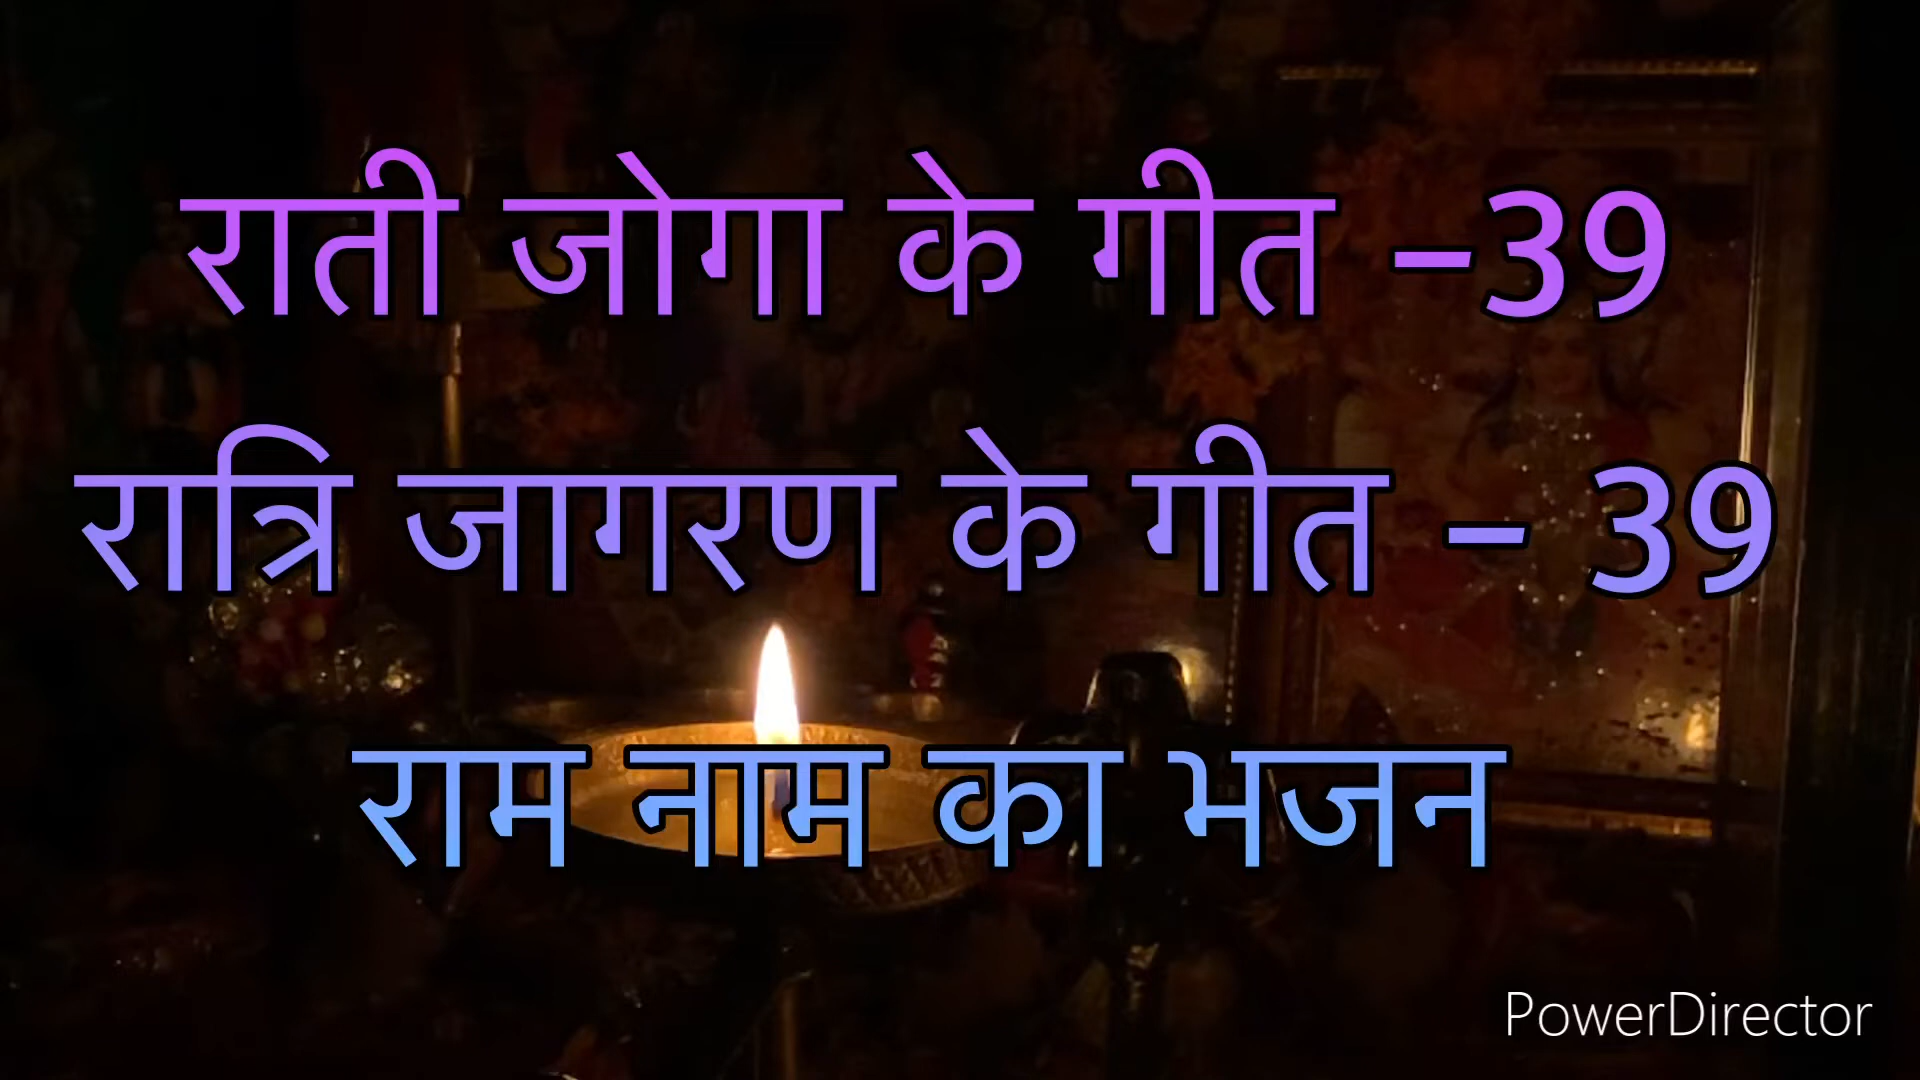 राती जोगा के गीत -39
रात्रि जागरण के गीत - 39
राम नाम का भजन
PowerDirector